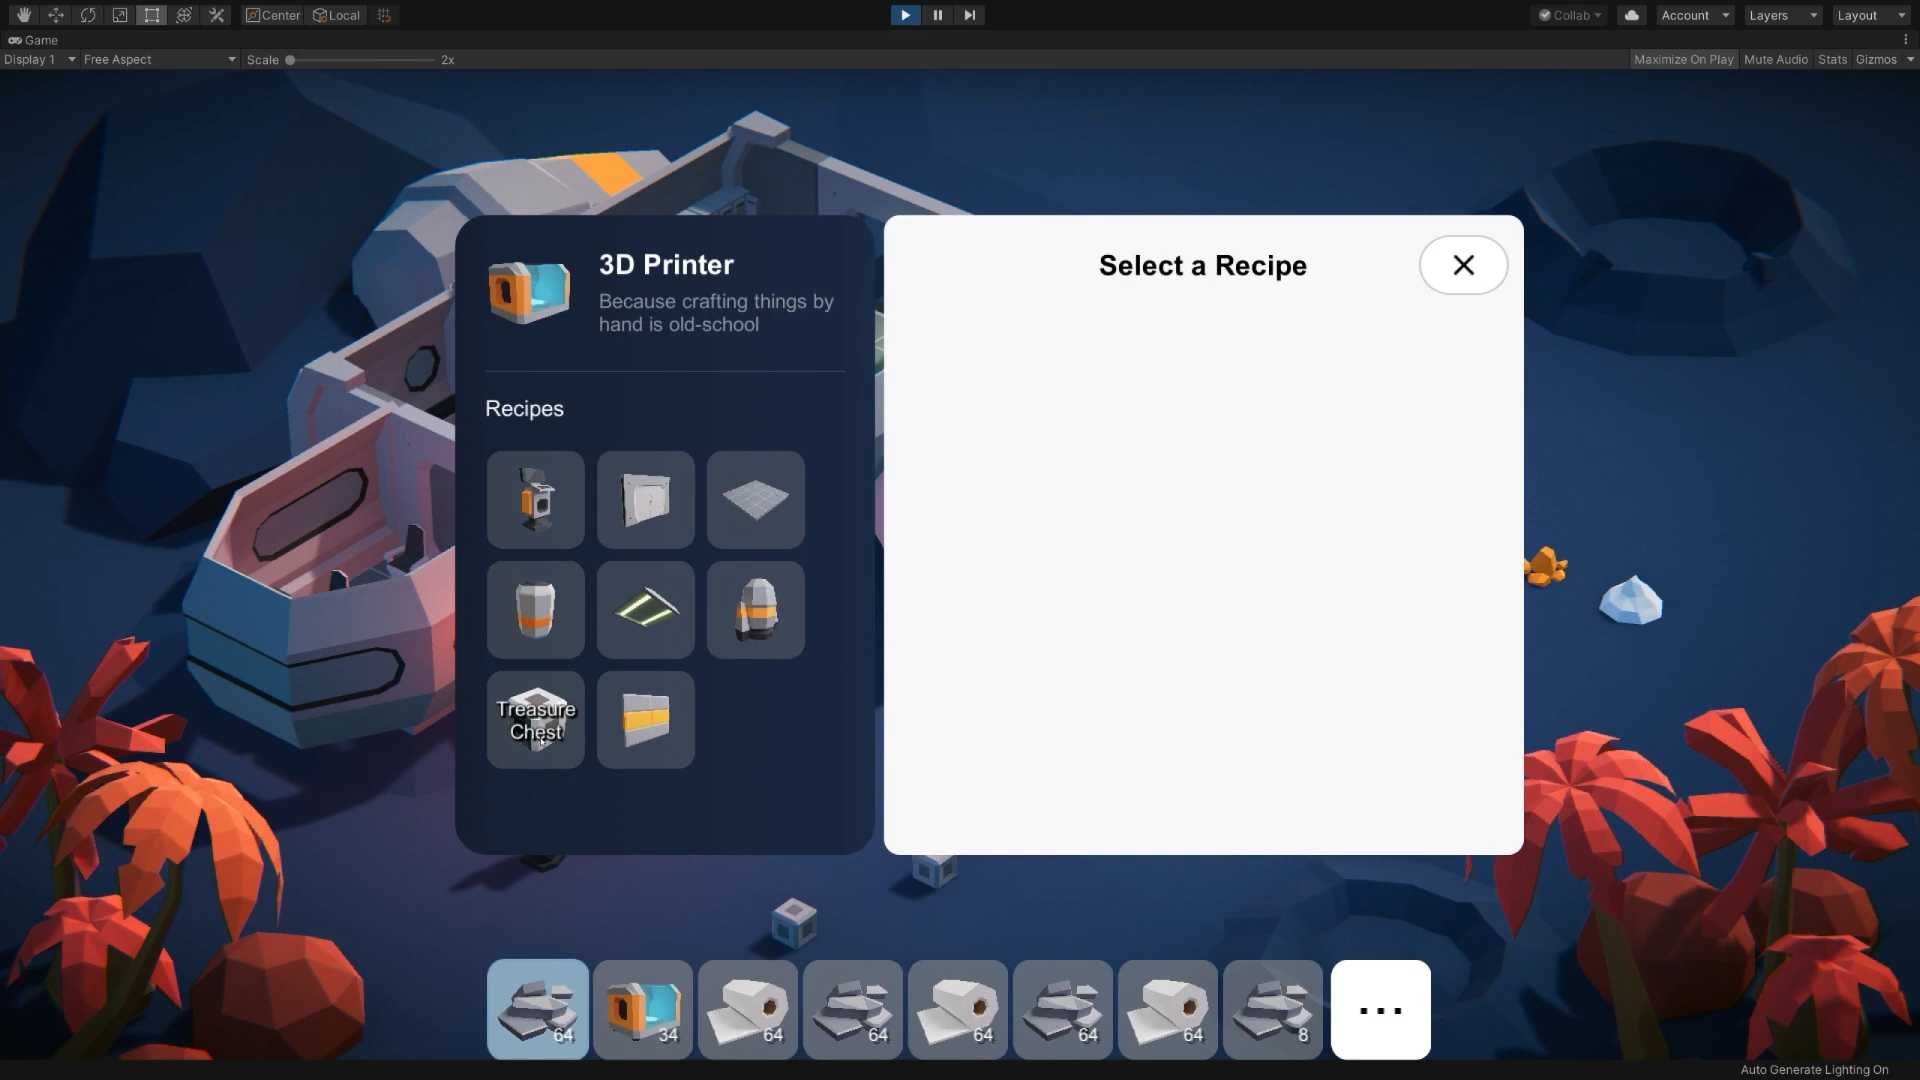 Center
Local
Collab
Account
Layers
Layout
Game
Display 1
Free Aspect
Scale
2x
Maximize On Play
Mute Audio
Stats
Gizmos
3D Printer
Because crafting things by
hand is old-school
Recipes
Treasure
Chest
Select a Recipe
64
34
64
64
64
64
64
8
...
Auto Generate Lighting On